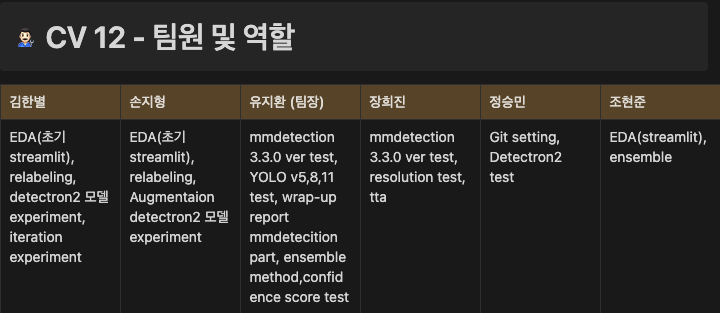 CV 12 - 팀원 및 역할
김한별
EDA(초기
streamlit),
relabeling,
detectron2 모델
experiment,
iteration
experiment
손지형
EDA(초기
streamlit),
relabeling,
Augmentaion
detectron2 모델
experiment
유지환 (팀장)
mmdetection
3.3.0 ver test,
YOLO v5,8,11
test, wrap-up
report
mmdetecition
part, ensemble
method,confid
ence score test
장희진
mmdetection
3.3.0 ver test,
resolution test,
tta
정승민
Git setting,
Detectron2
test
조현준
EDA(streamlit),
ensemble